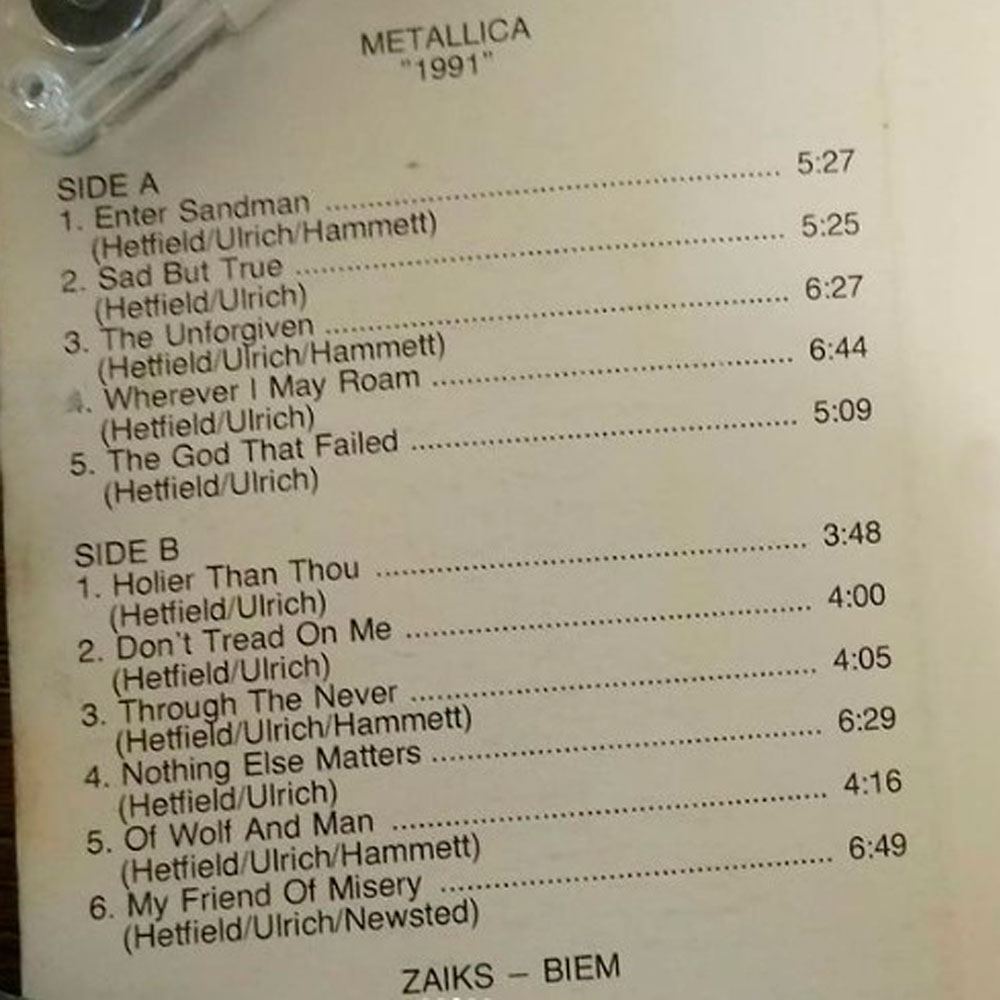 METALLICA
"1991"
SIDE A
1. Enter Sandman ........................................................ 5:27
(Hetfield/Ulrich/Hammett)
2. Sad But True ........................................................ 5:25
(Hetfield/Ulrich)
3. The Unforgiven ........................................................ 6:27
(Hetfield/Ulrich/Hammett)
4. Wherever I May Roam ............................................ 6:44
(Hetfield/Ulrich)
5. The God That Failed ................................................ 5:09
(Hetfield/Ulrich)
SIDE B
1. Holier Than Thou ...................................................... 3:48
(Hetfield/Ulrich)
2. Don't Tread On Me .................................................. 4:00
(Hetfield/Ulrich)
3. Through The Never .................................................. 4:05
(Hetfield/Ulrich/Hammett)
4. Nothing Else Matters ................................................ 6:29
(Hetfield/Ulrich)
5. Of Wolf And Man ...................................................... 4:16
(Hetfield/Ulrich/Hammett)
6. My Friend Of Misery .................................................. 6:49
(Hetfield/Ulrich/Newsted)
ZAIKS – BIEM